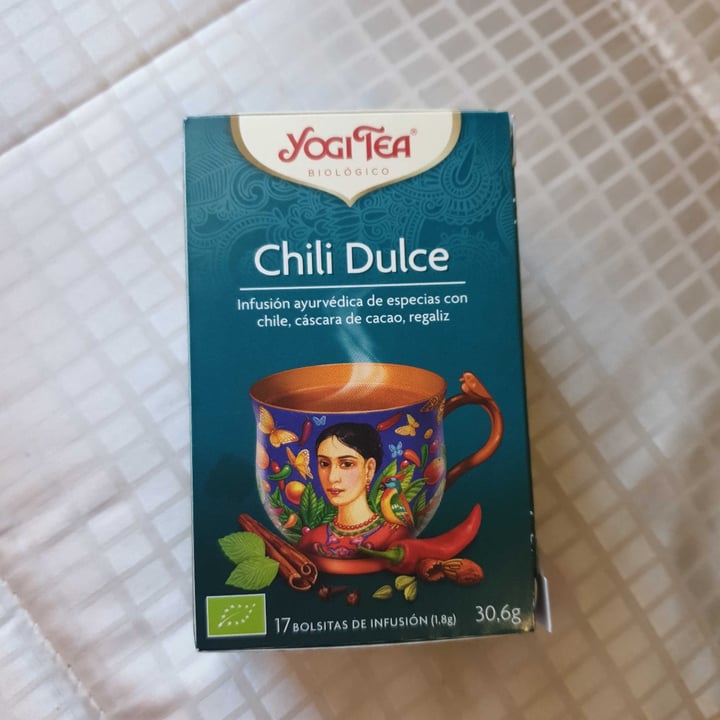 YOGI TEA®
BIOLÓGICO
Chili Dulce
Infusión ayurvédica de especias con
chile, cáscara de cacao, regaliz
17 BOLSITAS DE INFUSIÓN (1,8g) 30,6g